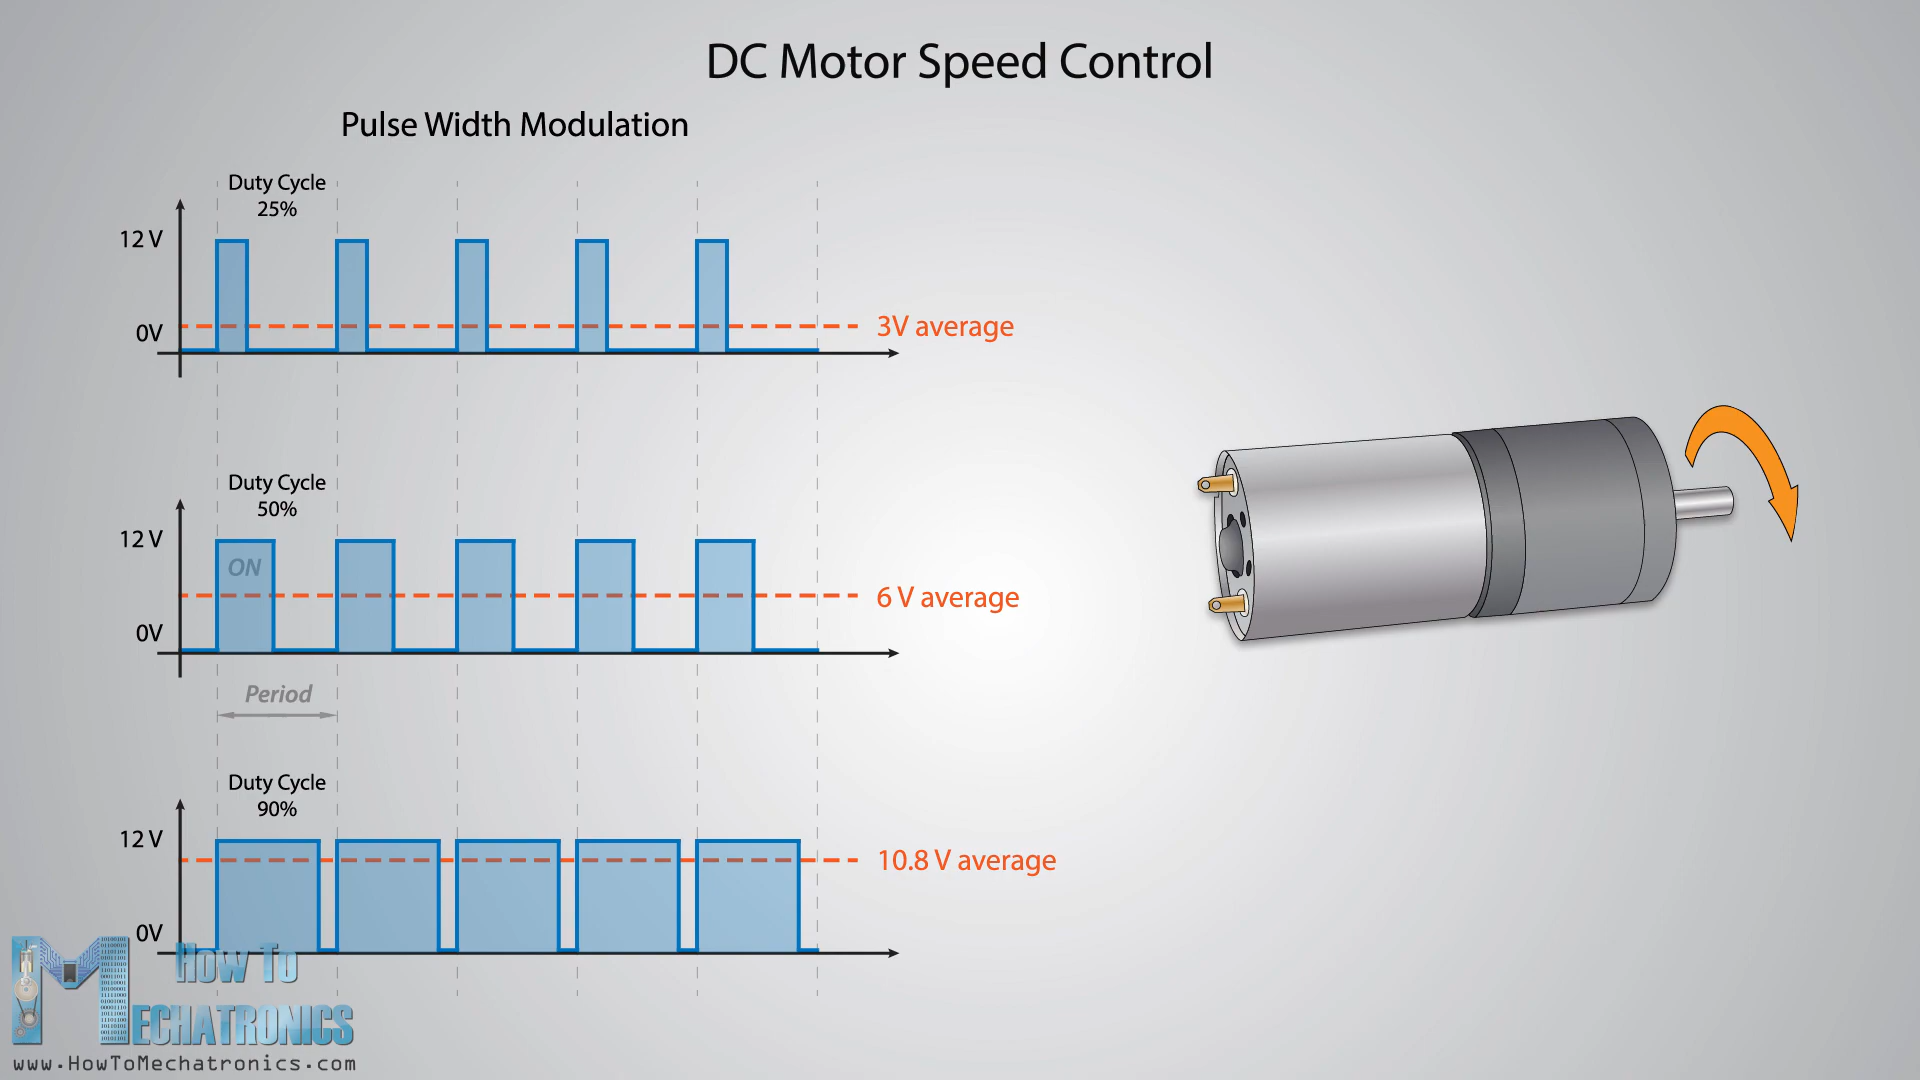 DC Motor Speed Control
Pulse Width Modulation
Duty Cycle
25%
12 V
0V
3V average
Duty Cycle
50%
12 V
ON
6 V average
0V
Period
Duty Cycle
90%
12 V
10.8 V average
0V
How To
MECHATRONICS
www.HowToMechatronics.com